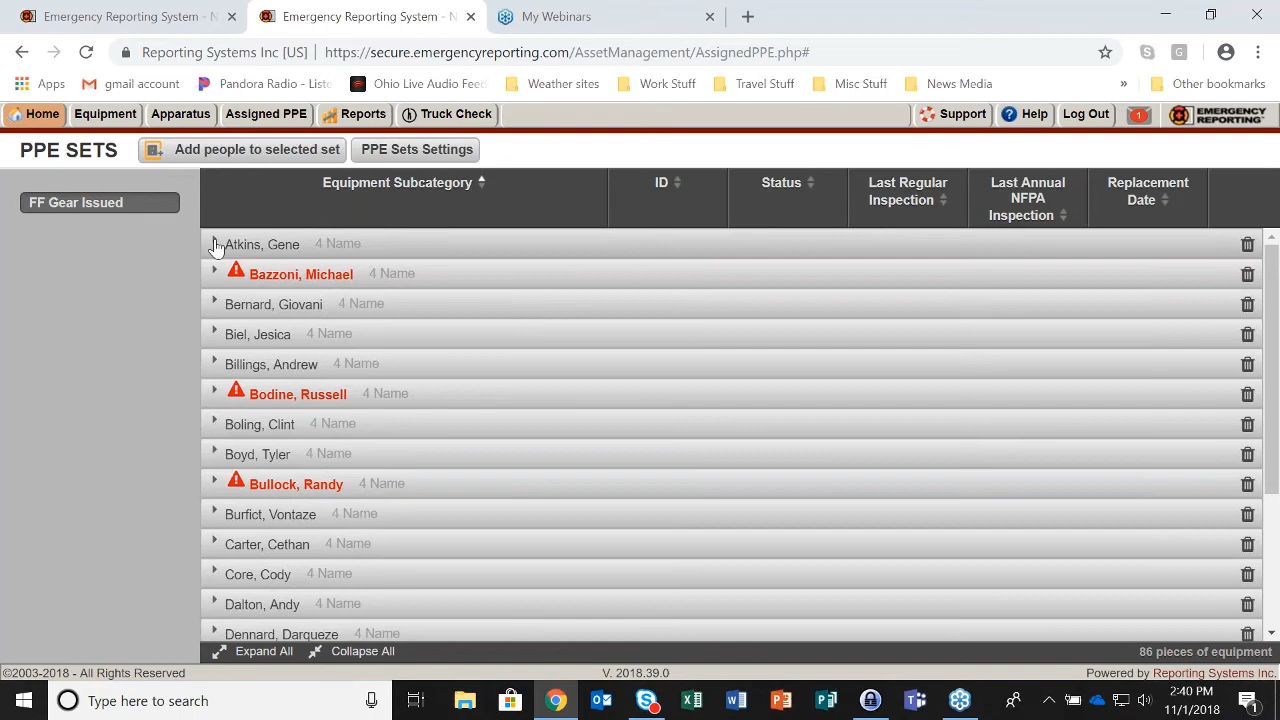 Emergency Reporting System - N
Emergency Reporting System - N
My Webinars
Reporting Systems Inc [US]
https://secure.emergencyreporting.com/AssetManagement/AssignedPPE.php#
Apps
gmail account
Pandora Radio - Liste
Ohio Live Audio Feed
Weather sites
Work Stuff
Travel Stuff
Misc Stuff
News Media
»
Other bookmarks
Home
Equipment
Apparatus
Assigned PPE
Reports
Truck Check
Support
Help
Log Out
1
EMERGENCY REPORTING
PPE SETS
Add people to selected set
PPE Sets Settings
FF Gear Issued
Equipment Subcategory
ID
Status
Last Regular Inspection
Last Annual NFPA Inspection
Replacement Date
Atkins, Gene 4 Name
Bazzoni, Michael 4 Name
Bernard, Giovani 4 Name
Biel, Jesica 4 Name
Billings, Andrew 4 Name
Bodine, Russell 4 Name
Boling, Clint 4 Name
Boyd, Tyler 4 Name
Bullock, Randy 4 Name
Burfict, Vontaze 4 Name
Carter, Cethan 4 Name
Core, Cody 4 Name
Dalton, Andy 4 Name
Dennard, Darqueze 4 Name
Expand All
Collapse All
86 pieces of equipment
©2003-2018 - All Rights Reserved
V. 2018.39.0
Powered by Reporting Systems Inc.
Type here to search
2:40 PM
11/1/2018
1